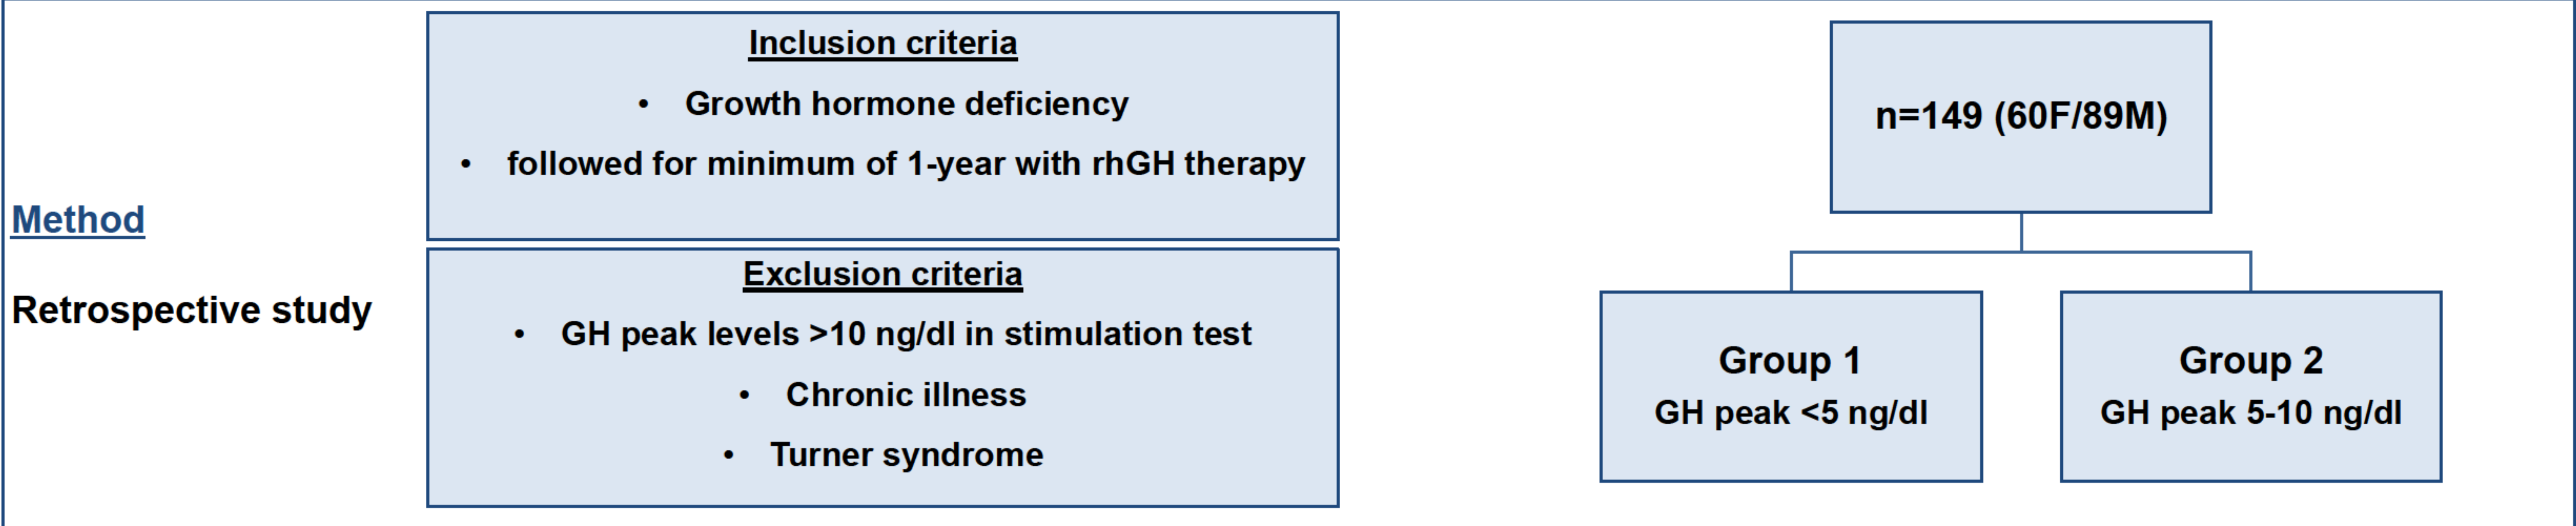 Method
Retrospective study
Inclusion criteria
• Growth hormone deficiency
• followed for minimum of 1-year with rhGH therapy
Exclusion criteria
• GH peak levels >10 ng/dl in stimulation test
• Chronic illness
• Turner syndrome
n=149 (60F/89M)
Group 1
GH peak <5 ng/dl
Group 2
GH peak 5-10 ng/dl